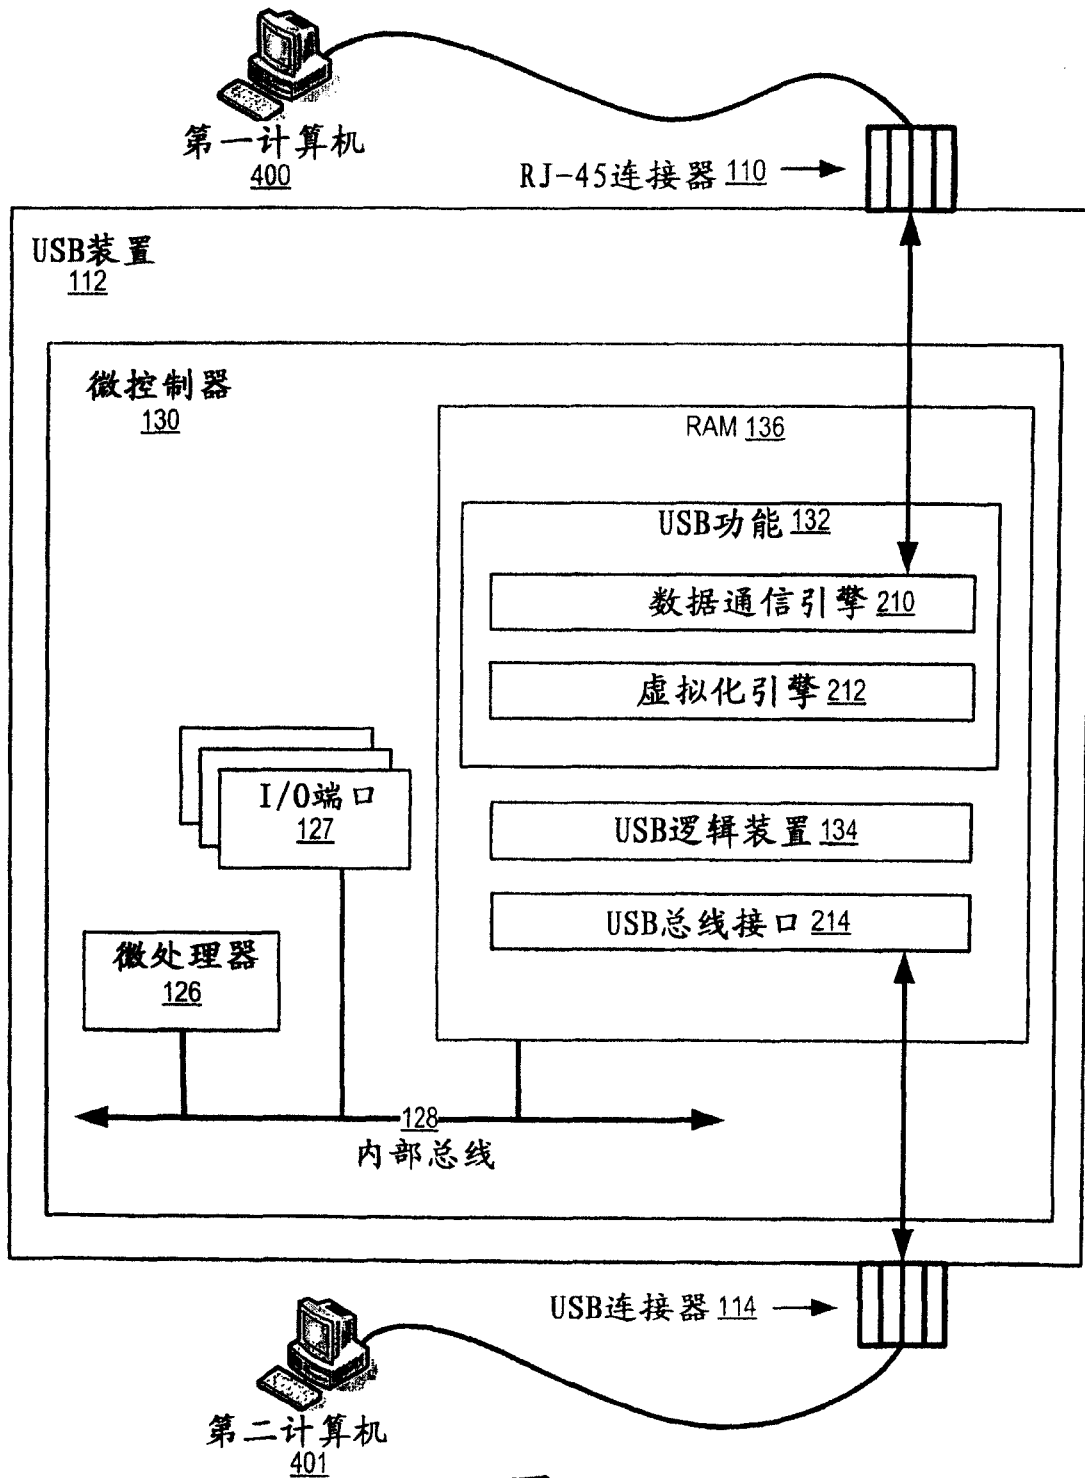 第一计算机
400
RJ-45连接器 110
USB装置
112
微控制器
130
RAM 136
USB功能 132
数据通信引擎 210
虚拟化引擎 212
I/O端口
127
USB逻辑装置 134
USB总线接口 214
微处理器
126
128
内部总线
USB连接器 114
第二计算机
401